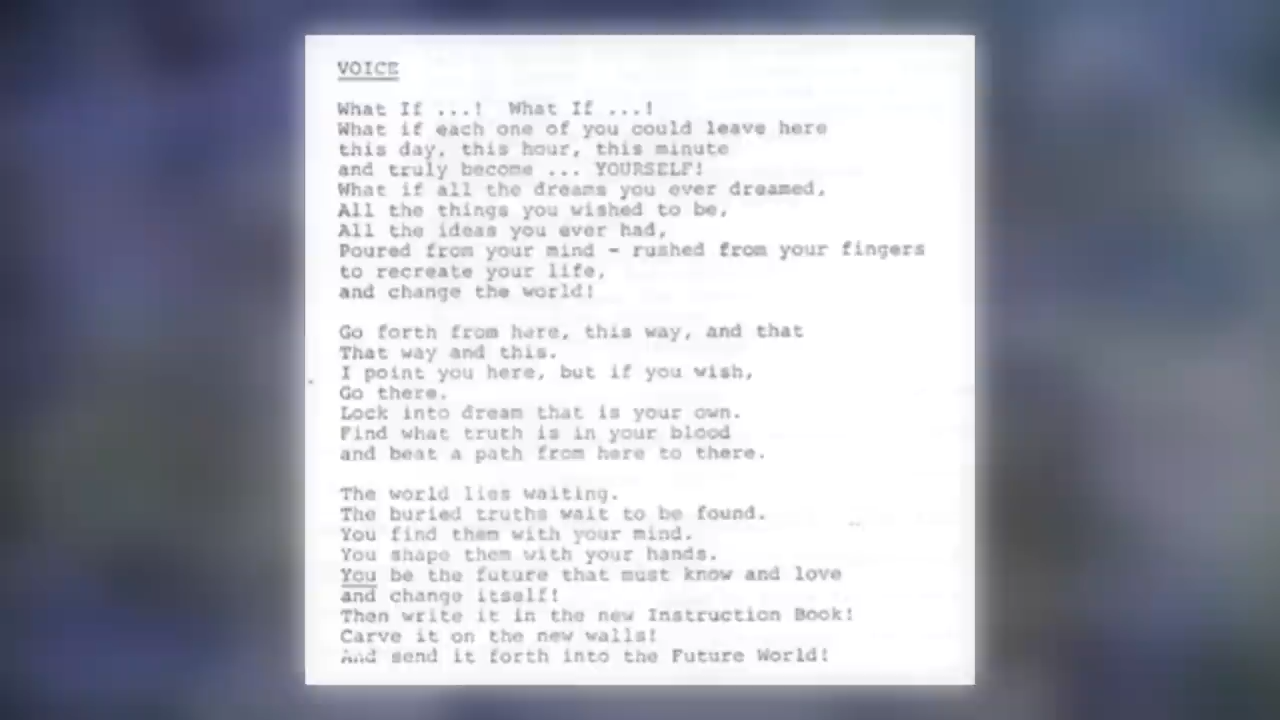 VOICE
What If ...! What If ...!
What if each one of you could leave here
this day, this hour, this minute
and truly become ... YOURSELF!
What if all the dreams you ever dreamed,
All the things you wished to be,
All the ideas you ever had,
Poured from your mind - rushed from your fingers
to recreate your life,
and change the world!
Go forth from here, this way, and that
That way and this.
I point you here, but if you wish,
Go there.
Lock into dream that is your own.
Find what truth is in your blood
and beat a path from here to there.
The world lies waiting.
The buried truths wait to be found.
You find them with your mind.
You shape them with your hands.
You be the future that must know and love
and change itself!
Then write it in the new Instruction Book!
Carve it on the new walls!
And send it forth into the Future World!